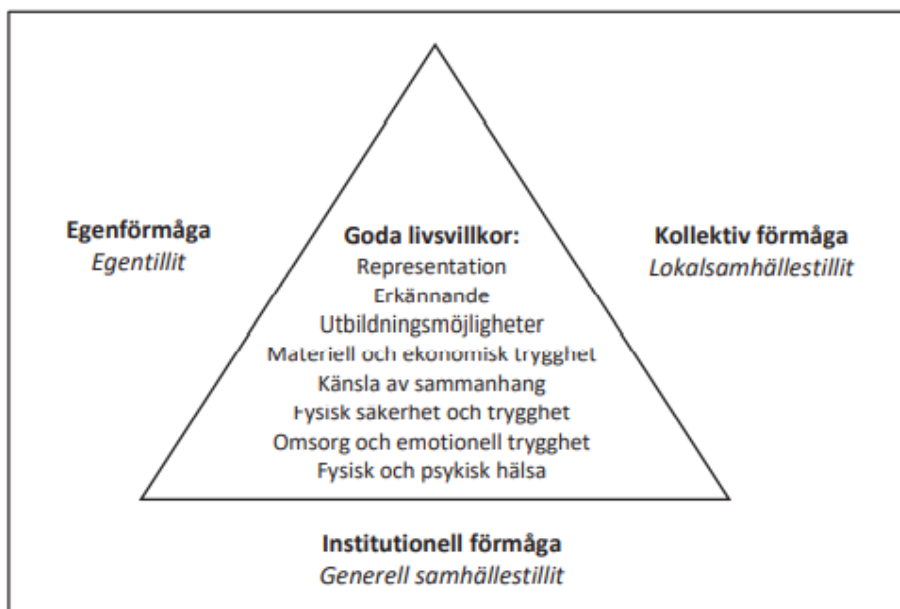 Egenförmåga
Egentillit
Goda livsvillkor:
Representation
Erkännande
Utbildningsmöjligheter
Materiell och ekonomisk trygghet
Känsla av sammanhang
Fysisk säkerhet och trygghet
Omsorg och emotionell trygghet
Fysisk och psykisk hälsa
Kollektiv förmåga
Lokalsamhällestillit
Institutionell förmåga
Generell samhällestillit